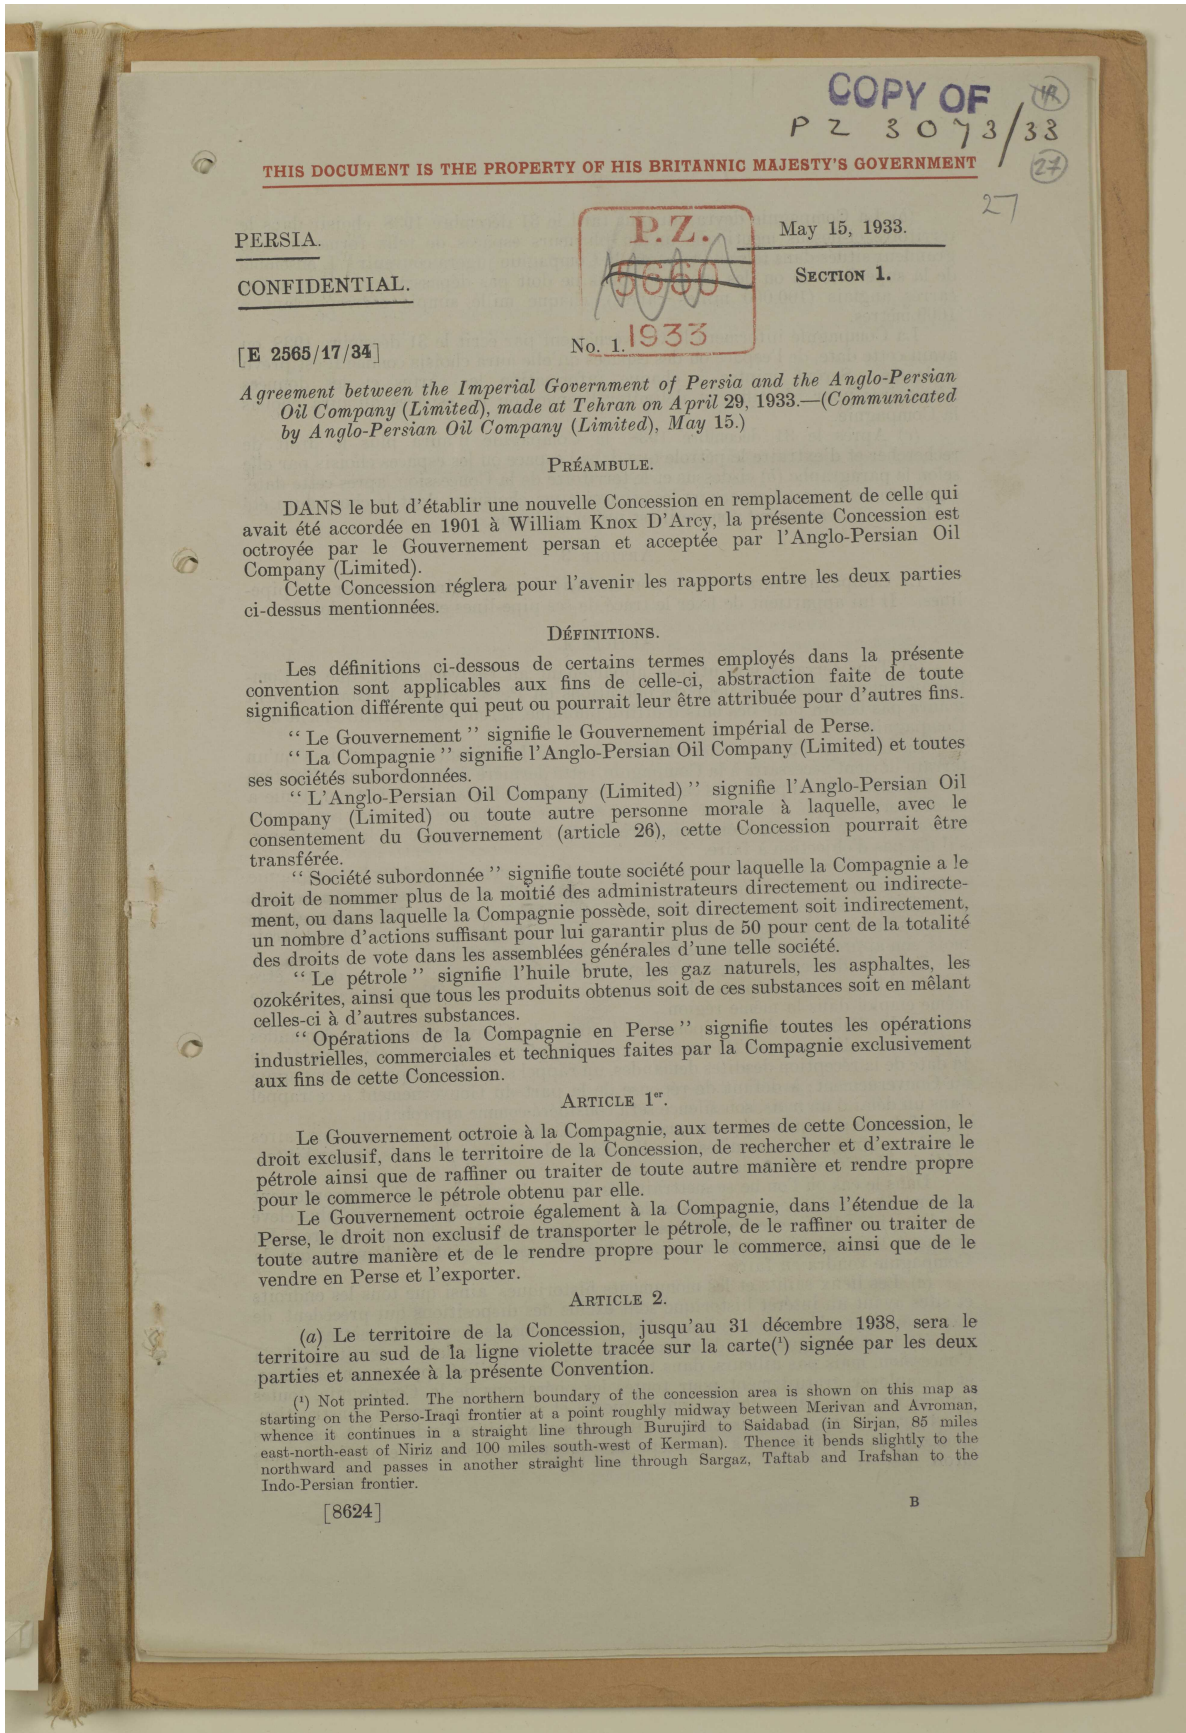 COPY OF
PZ 3073/33
27
THIS DOCUMENT IS THE PROPERTY OF HIS BRITANNIC MAJESTY'S GOVERNMENT
27
PERSIA.
P.Z.
May 15, 1933.
CONFIDENTIAL.
5660
SECTION 1.
[E 2565/17/34]
No. 1.
1933
Agreement between the Imperial Government of Persia and the Anglo-Persian
Oil Company (Limited), made at Tehran on April 29, 1933.—(Communicated
by Anglo-Persian Oil Company (Limited), May 15.)
PRÉAMBULE.
DANS le but d'établir une nouvelle Concession en remplacement de celle qui
avait été accordée en 1901 à William Knox D'Arcy, la présente Concession est
octroyée par le Gouvernement persan et acceptée par l'Anglo-Persian Oil
Company (Limited).
Cette Concession réglera pour l'avenir les rapports entre les deux parties
ci-dessus mentionnées.
DÉFINITIONS.
Les définitions ci-dessous de certains termes employés dans la présente
convention sont applicables aux fins de celle-ci, abstraction faite de toute
signification différente qui peut ou pourrait leur être attribuée pour d'autres fins.
“ Le Gouvernement ” signifie le Gouvernement impérial de Perse.
“ La Compagnie ” signifie l'Anglo-Persian Oil Company (Limited) et toutes
ses sociétés subordonnées.
“ L'Anglo-Persian Oil Company (Limited) ” signifie l'Anglo-Persian Oil
Company (Limited) ou toute autre personne morale à laquelle, avec le
consentement du Gouvernement (article 26), cette Concession pourrait être
transférée.
“ Société subordonnée ” signifie toute société pour laquelle la Compagnie a le
droit de nommer plus de la moitié des administrateurs directement ou indirecte-
ment, ou dans laquelle la Compagnie possède, soit directement soit indirectement,
un nombre d'actions suffisant pour lui garantir plus de 50 pour cent de la totalité
des droits de vote dans les assemblées générales d'une telle société.
“ Le pétrole ” signifie l'huile brute, les gaz naturels, les asphaltes, les
ozokérites, ainsi que tous les produits obtenus soit de ces substances soit en mêlant
celles-ci à d'autres substances.
“ Opérations de la Compagnie en Perse ” signifie toutes les opérations
industrielles, commerciales et techniques faites par la Compagnie exclusivement
aux fins de cette Concession.
ARTICLE 1er.
Le Gouvernement octroie à la Compagnie, aux termes de cette Concession, le
droit exclusif, dans le territoire de la Concession, de rechercher et d'extraire le
pétrole ainsi que de raffiner ou traiter de toute autre manière et rendre propre
pour le commerce le pétrole obtenu par elle.
Le Gouvernement octroie également à la Compagnie, dans l'étendue de la
Perse, le droit non exclusif de transporter le pétrole, de le raffiner ou traiter de
toute autre manière et de le rendre propre pour le commerce, ainsi que de le
vendre en Perse et l'exporter.
ARTICLE 2.
(a) Le territoire de la Concession, jusqu'au 31 décembre 1938, sera le
territoire au sud de la ligne violette tracée sur la carte(¹) signée par les deux
parties et annexée à la présente Convention.
(¹) Not printed. The northern boundary of the concession area is shown on this map as
starting on the Perso-Iraqi frontier at a point roughly midway between Merivan and Avroman,
whence it continues in a straight line through Burujird to Saidabad (in Sirjan, 85 miles
east-north-east of Niriz and 100 miles south-west of Kerman). Thence it bends slightly to the
northward and passes in another straight line through Sargaz, Taftab and Irafshan to the
Indo-Persian frontier.
[8624]
B